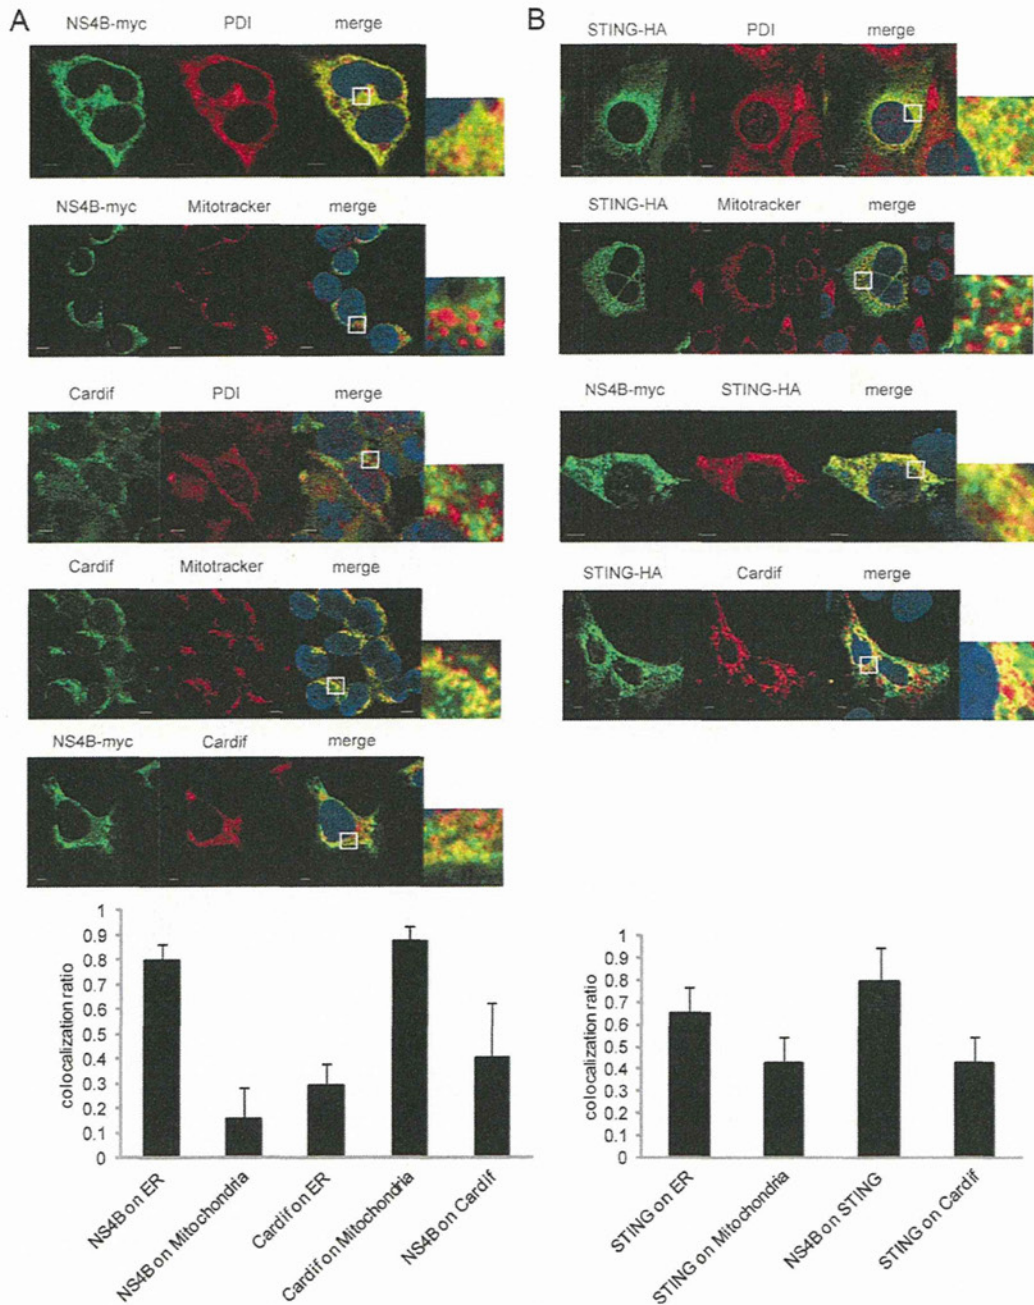 A
NS4B-myc PDI merge
NS4B-myc Mitotracker merge
Cardif PDI merge
Cardif Mitotracker merge
NS4B-myc Cardif merge
colocalization ratio
1
0.9
0.8
0.7
0.6
0.5
0.4
0.3
0.2
0.1
0
NS4B on ER
NS4B on Mitochondria
Cardif on ER
Cardif on Mitochondria
NS4B on Cardif
B
STING-HA PDI merge
STING-HA Mitotracker merge
NS4B-myc STING-HA merge
STING-HA Cardif merge
colocalization ratio
1
0.9
0.8
0.7
0.6
0.5
0.4
0.3
0.2
0.1
0
STING on ER
STING on Mitochondria
NS4B on STING
STING on Cardif